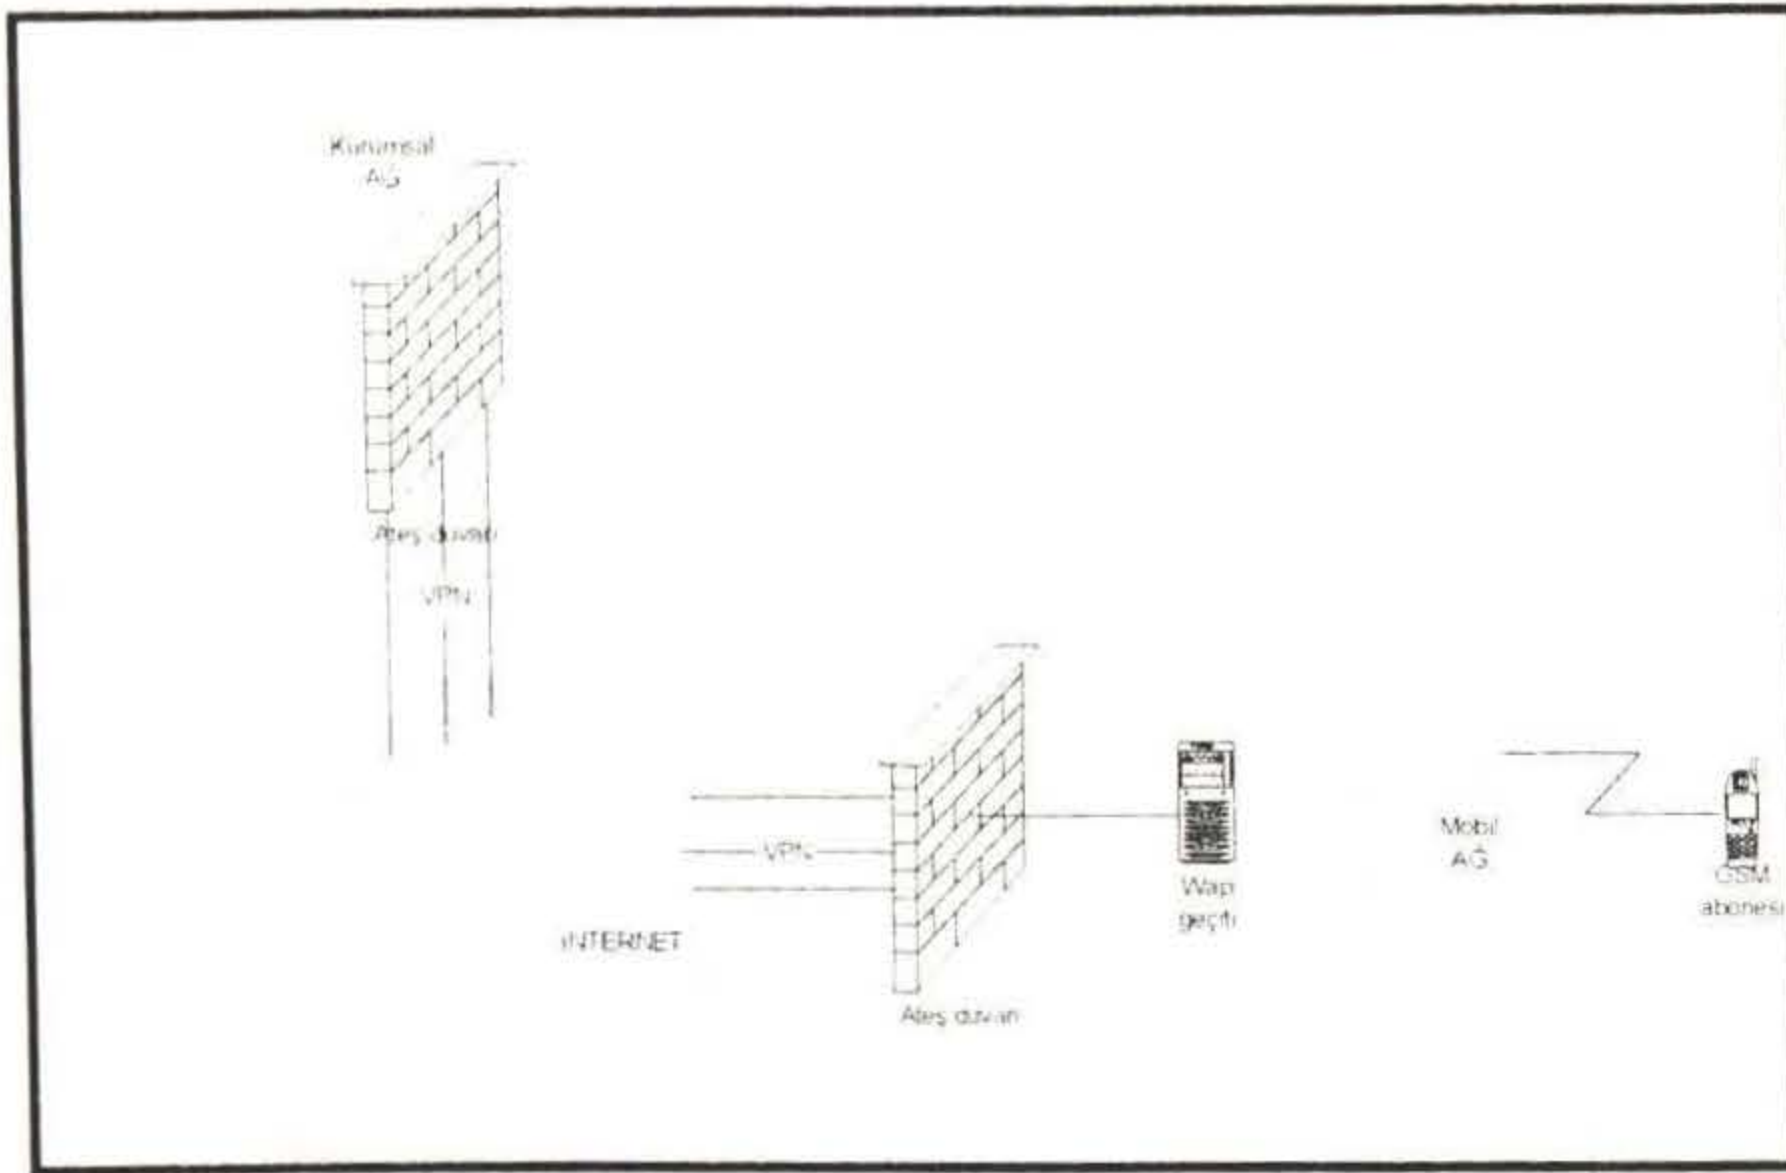 Kurumsal
Ağ
Ateş duvarı
VPN
VPN
INTERNET
Ateş duvarı
Wap
geçiti
Mobil
AĞ
GSM
abonesi